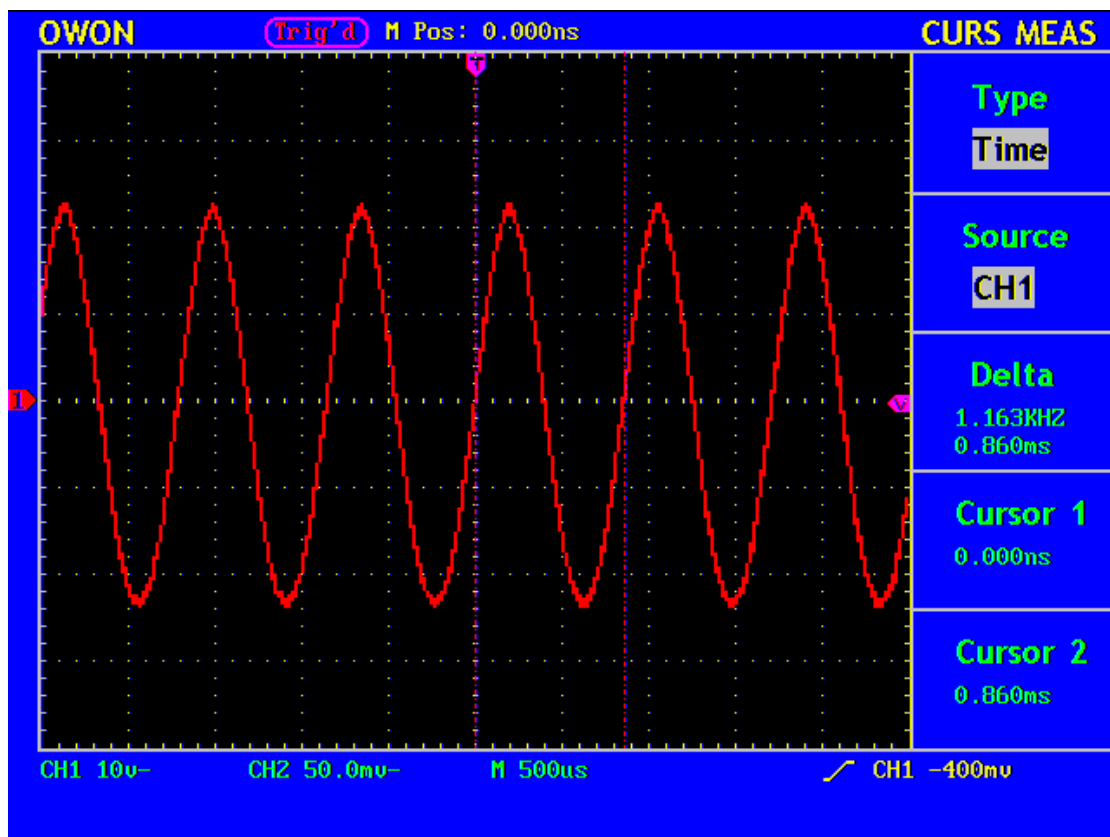 OWON Trig'd M Pos: 0.000ns CURS MEAS
T
Type
Time
Source
CH1
1
V
Delta
1.163KHZ
0.860ms
Cursor 1
0.000ns
Cursor 2
0.860ms
CH1 10v- CH2 50.0mv- M 500us CH1 -400mv